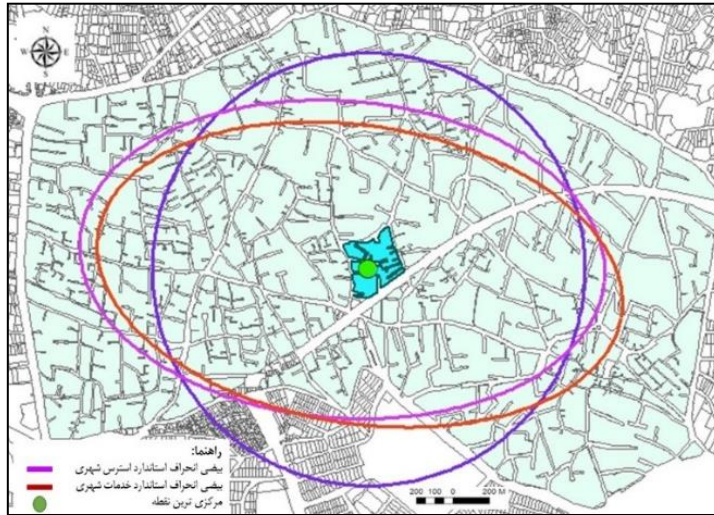 N
W E
S
راهنما:
بیضی انحراف استاندارد استرس شهری
بیضی انحراف استاندارد خدمات شهری
مرکزی ترین نقطه
200 100 0 200 M